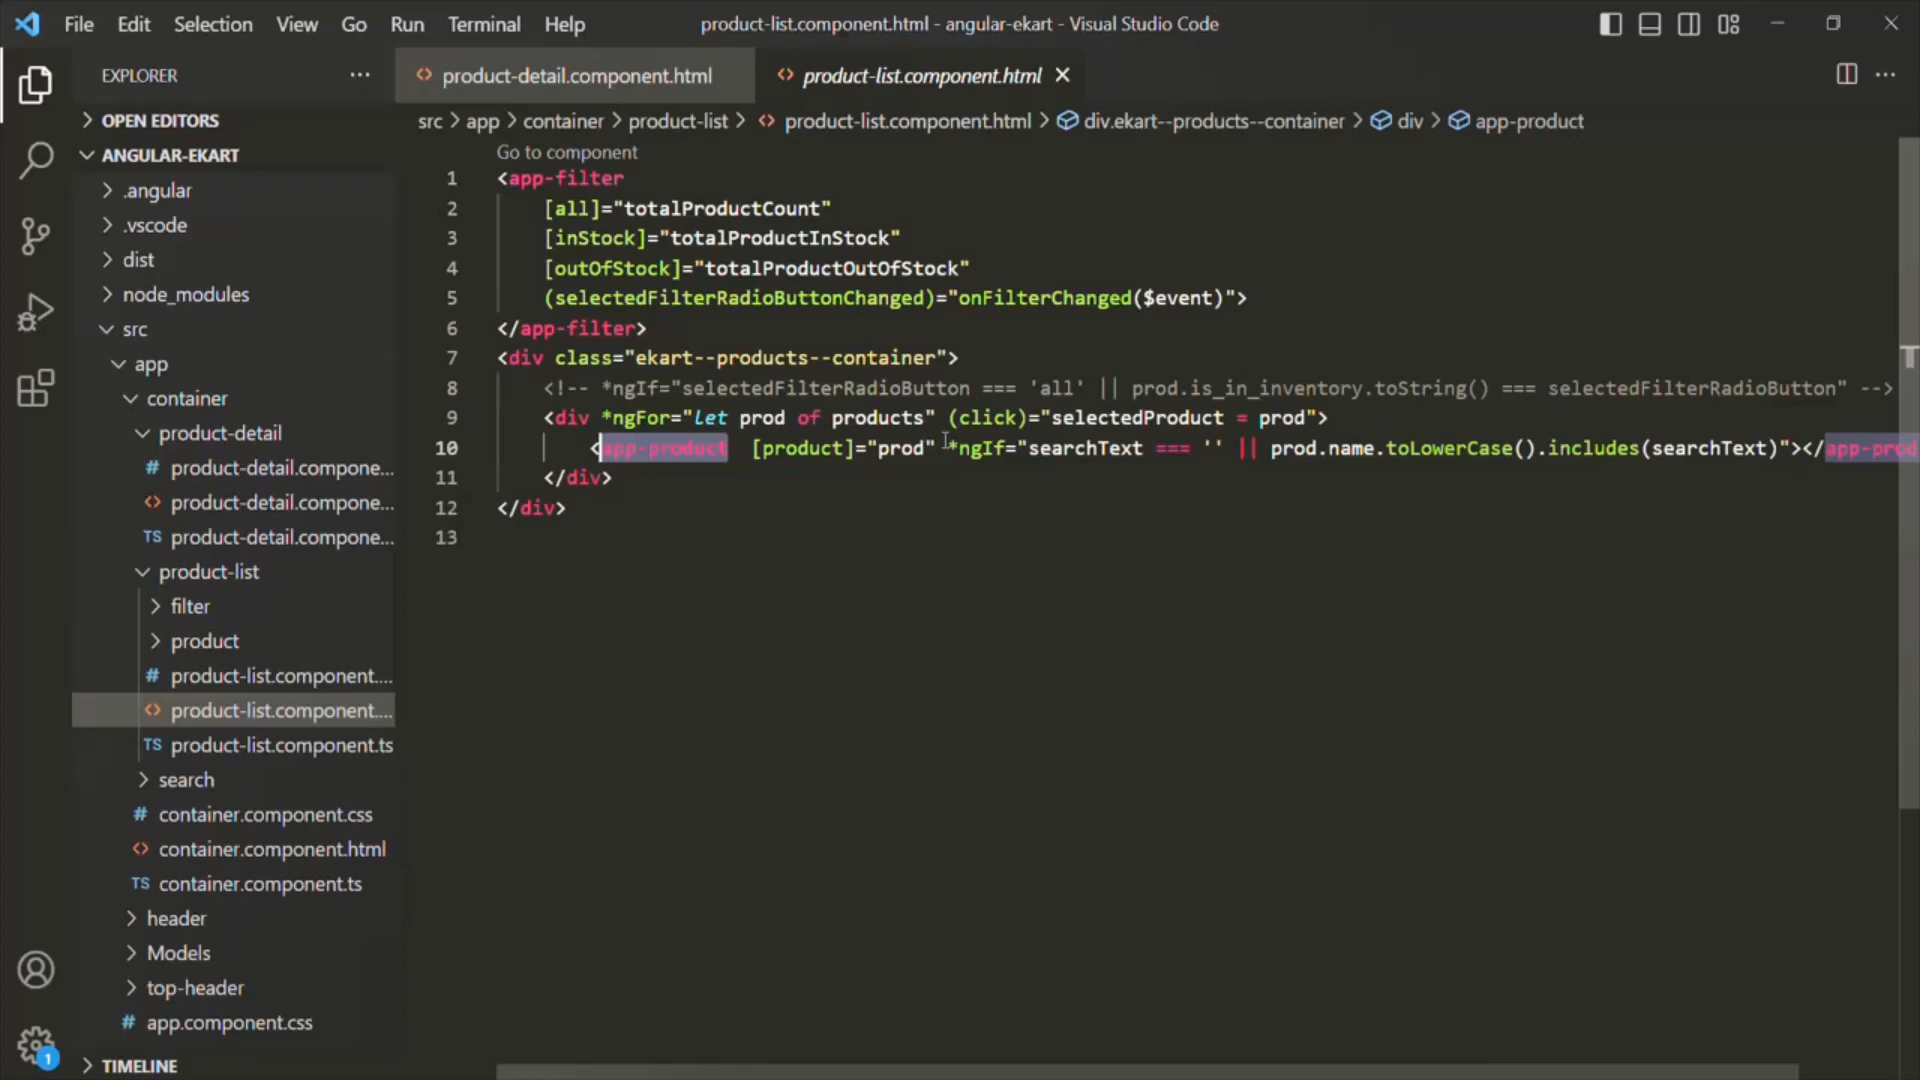 File Edit Selection View Go Run Terminal Help
product-list.component.html - angular-ekart - Visual Studio Code
EXPLORER
product-detail.component.html
product-list.component.html
OPEN EDITORS
src > app > container > product-list > product-list.component.html > div.ekart--products--container > div > app-product
ANGULAR-EKART
.angular
.vscode
dist
node_modules
src
app
container
product-detail
product-detail.compone...
product-detail.compone...
product-detail.compone...
product-list
filter
product
product-list.component....
product-list.component....
product-list.component.ts
search
container.component.css
container.component.html
container.component.ts
header
Models
top-header
app.component.css
TIMELINE
1
Go to component
1 <app-filter
2 [all]="totalProductCount"
3 [inStock]="totalProductInStock"
4 [outOfStock]="totalProductOutOfStock"
5 (selectedFilterRadioButtonChanged)="onFilterChanged($event)">
6 </app-filter>
7 <div class="ekart--products--container">
8 <!-- *ngIf="selectedFilterRadioButton === 'all' || prod.is_in_inventory.toString() === selectedFilterRadioButton" -->
9 <div *ngFor="let prod of products" (click)="selectedProduct = prod">
10 <app-product [product]="prod" *ngIf="searchText === '' || prod.name.toLowerCase().includes(searchText)"></app-prod
11 </div>
12 </div>
13